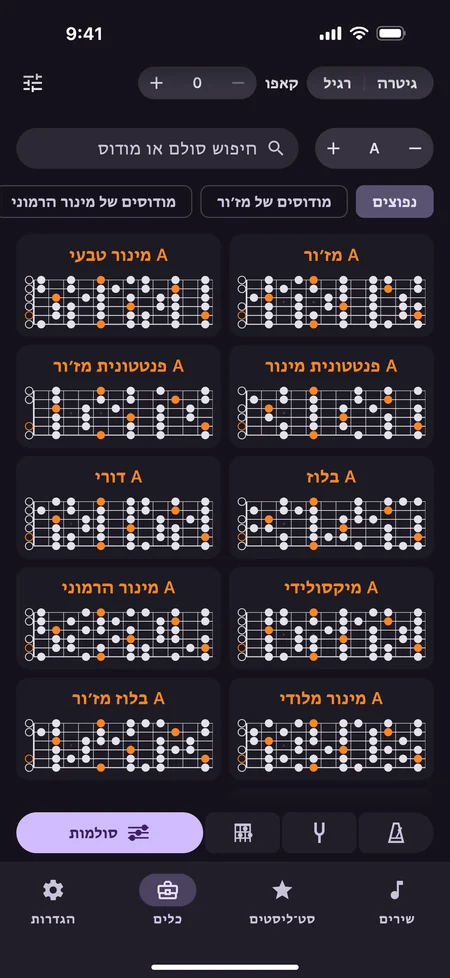 9:41
גיטרה רגיל קאפו − 0 +
− A + חיפוש סולם או מודוס
נפוצים מודוסים של מז׳ור מודוסים של מינור הרמוני
A מז׳ור A מינור טבעי
A פנטטונית מינור A פנטטונית מז׳ור
A בלוז A דורי
A מיקסולידי A מינור הרמוני
A מינור מלודי A בלוז מז׳ור
סולמות
שירים סט־ליסטים כלים הגדרות